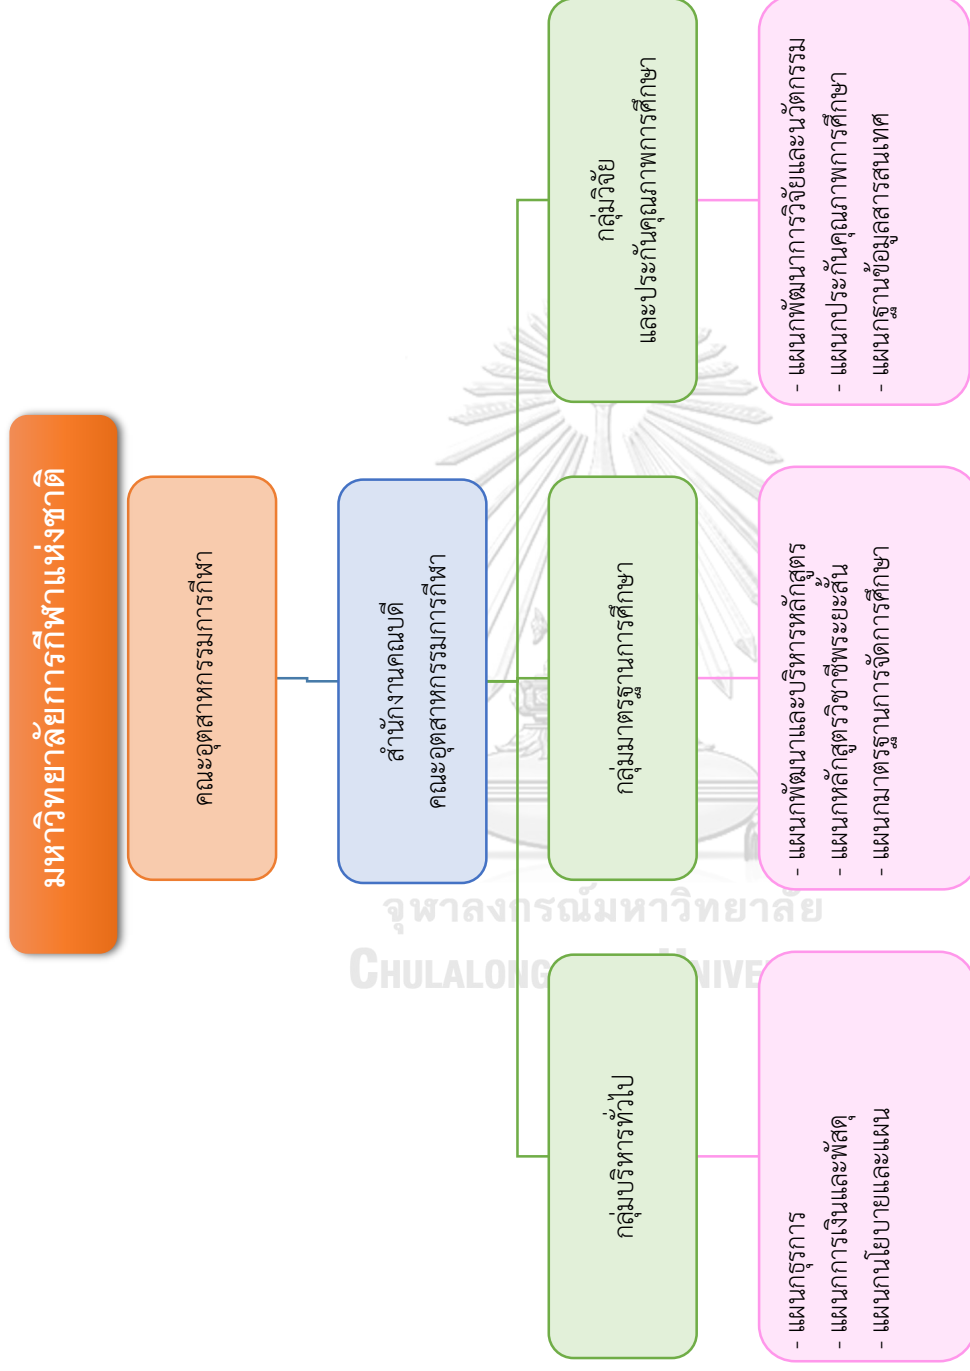 มหาวิทยาลัยการกีฬาแห่งชาติ
คณะอุตสาหกรรมการกีฬา
สำนักงานคณบดี
คณะอุตสาหกรรมการกีฬา
กลุ่มบริหารทั่วไป
กลุ่มมาตรฐานการศึกษา
กลุ่มวิจัย
และประกันคุณภาพการศึกษา
- แผนกธุรการ
- แผนกการเงินและพัสดุ
- แผนกนโยบายและแผน
- แผนกพัฒนาและบริหารหลักสูตร
- แผนกหลักสูตรวิชาชีพระยะสั้น
- แผนกมาตรฐานการจัดการศึกษา
- แผนกพัฒนาการวิจัยและนวัตกรรม
- แผนกประกันคุณภาพการศึกษา
- แผนกฐานข้อมูลสารสนเทศ
จุฬาลงกรณ์มหาวิทยาลัย
CHULALONG NIVE